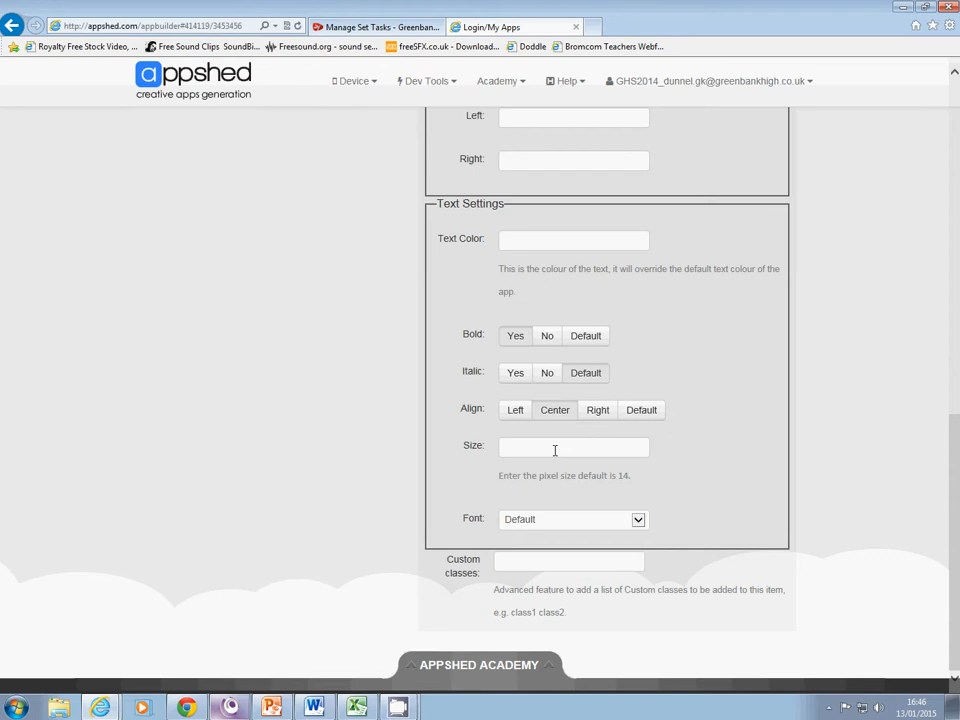 http://appshed.com/appbuilder#414119/3453456
Manage Set Tasks - Greenban...
Login/My Apps
Royalty Free Stock Video, ...
Free Sound Clips SoundBi...
Freesound.org - sound se...
freeSFX.co.uk - Download...
Doddle
Bromcom Teachers Webf...
appshed
creative apps generation
Device
Dev Tools
Academy
Help
GHS2014_dunnel.gk@greenbankhigh.co.uk
Left:
Right:
Text Settings
Text Color:
This is the colour of the text, it will override the default text colour of the
app.
Bold: Yes No Default
Italic: Yes No Default
Align: Left Center Right Default
Size:
Enter the pixel size default is 14.
Font: Default
Custom
classes:
Advanced feature to add a list of Custom classes to be added to this item,
e.g. class1 class2.
APPSHED ACADEMY
16:46
13/01/2015